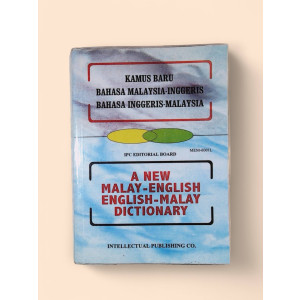 KAMUS BARU
BAHASA MALAYSIA-INGGERIS
BAHASA INGGERIS-MALAYSIA
IPC EDITORIAL BOARD
A NEW
MALAY-ENGLISH
ENGLISH-MALAY
DICTIONARY
INTELLECTUAL PUBLISHING CO.